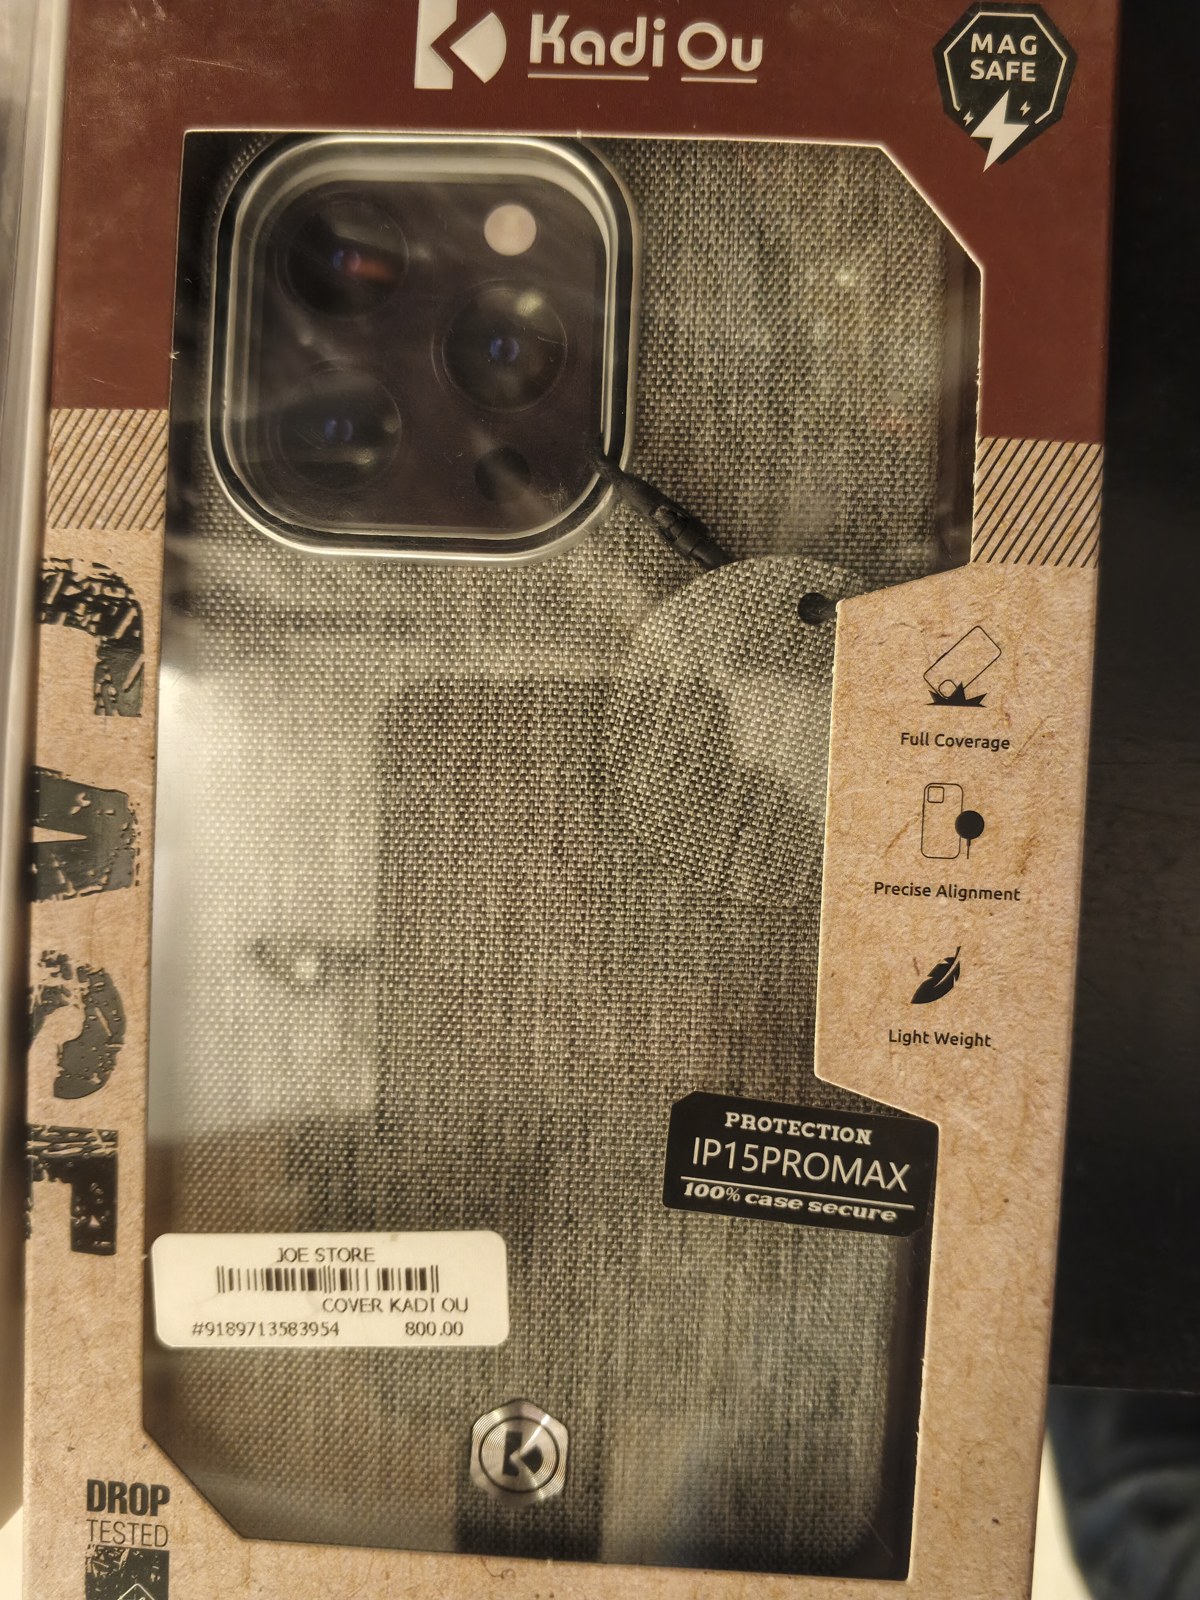 Kadi Ou
MAG
SAFE
CASE
Full Coverage
Precise Alignment
Light Weight
PROTECTION
IP15PROMAX
100% case secure
JOE STORE
COVER KADI OU
#9189713583954 800.00
DROP
TESTED